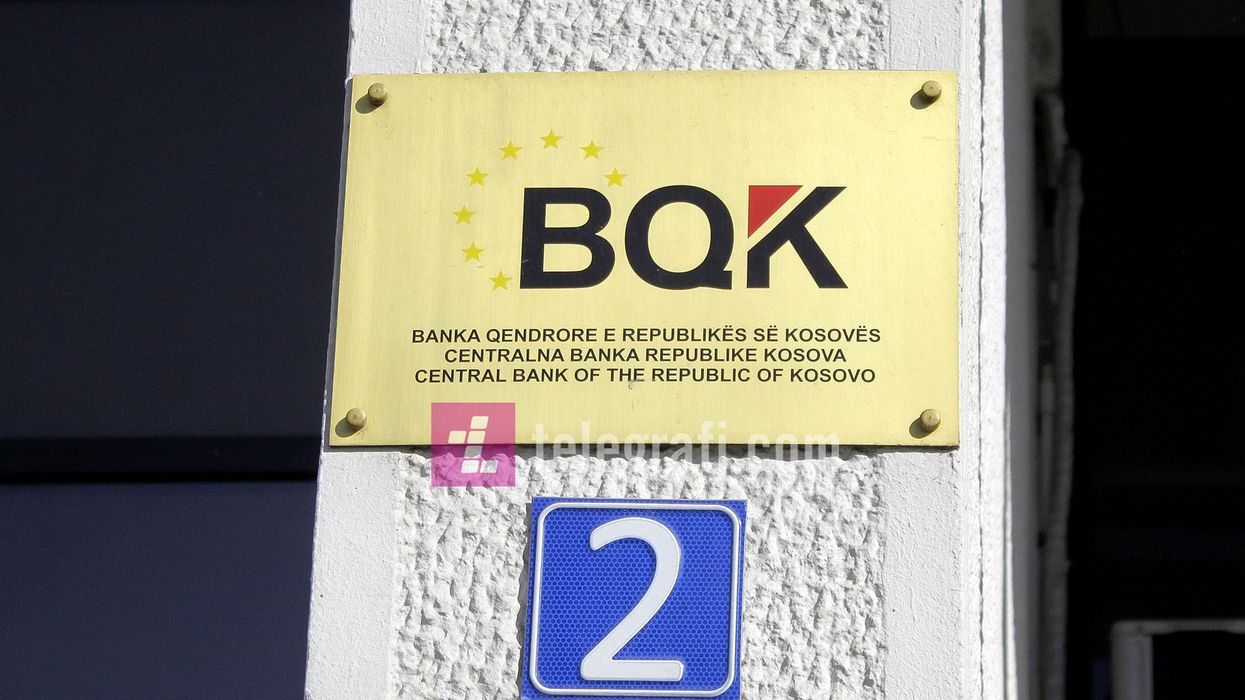 BQK
BANKA QENDRORE E REPUBLIKËS SË KOSOVËS
CENTRALNA BANKA REPUBLIKE KOSOVA
CENTRAL BANK OF THE REPUBLIC OF KOSOVO
telegrafi.com
2